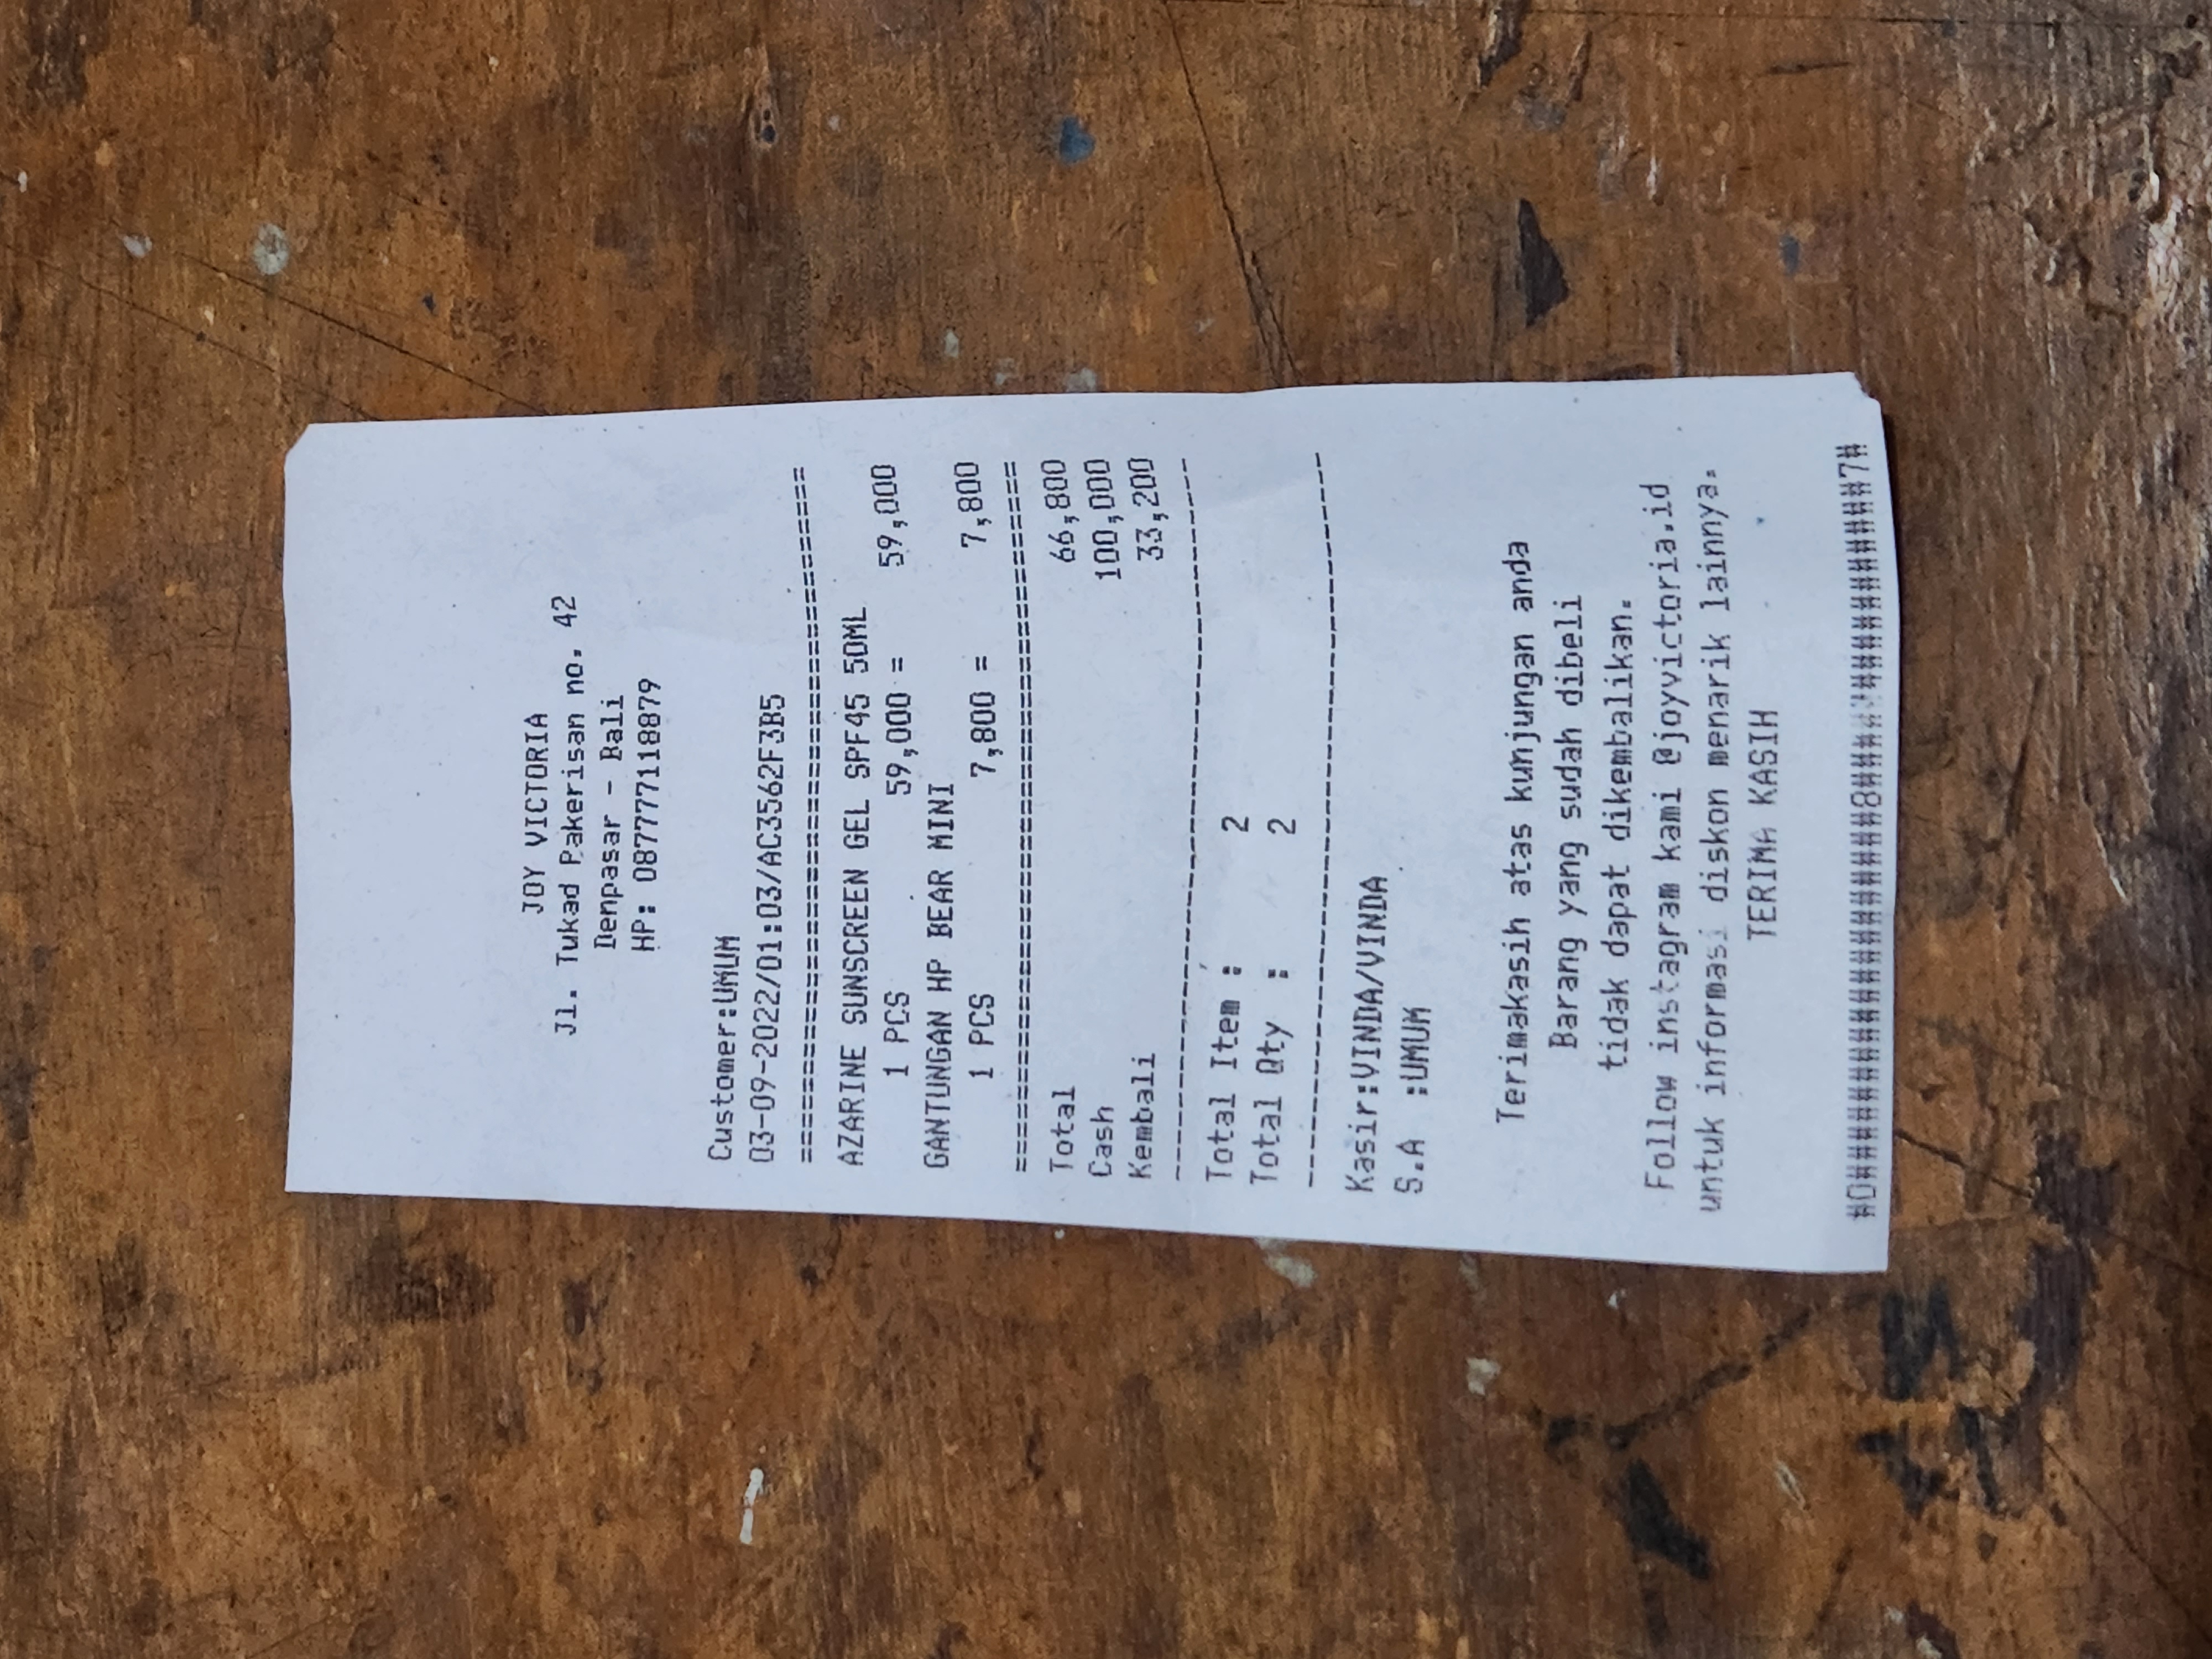 JOY VICTORIA
Jl. Tukad Pakerisan no. 42
Denpasar - Bali
HP: 087777118879
Customer:UMUM
03-09-2022/01:03/AC3562F3B5
================================
AZARINE SUNSCREEN GEL SPF45 50ML
1 PCS 59,000 = 59,000
GANTUNGAN HP BEAR MINI
1 PCS 7,800 = 7,800
================================
Total 66,800
Cash 100,000
Kembali 33,200
--------------------------------
Total Item : 2
Total Qty : 2
--------------------------------
Kasir:VINDA/VINDA
S.A :UMUM
Terimakasih atas kunjungan anda
Barang yang sudah dibeli
tidak dapat dikembalikan.
Follow instagram kami @joyvictoria.id
untuk informasi diskon menarik lainnya.
TERIMA KASIH